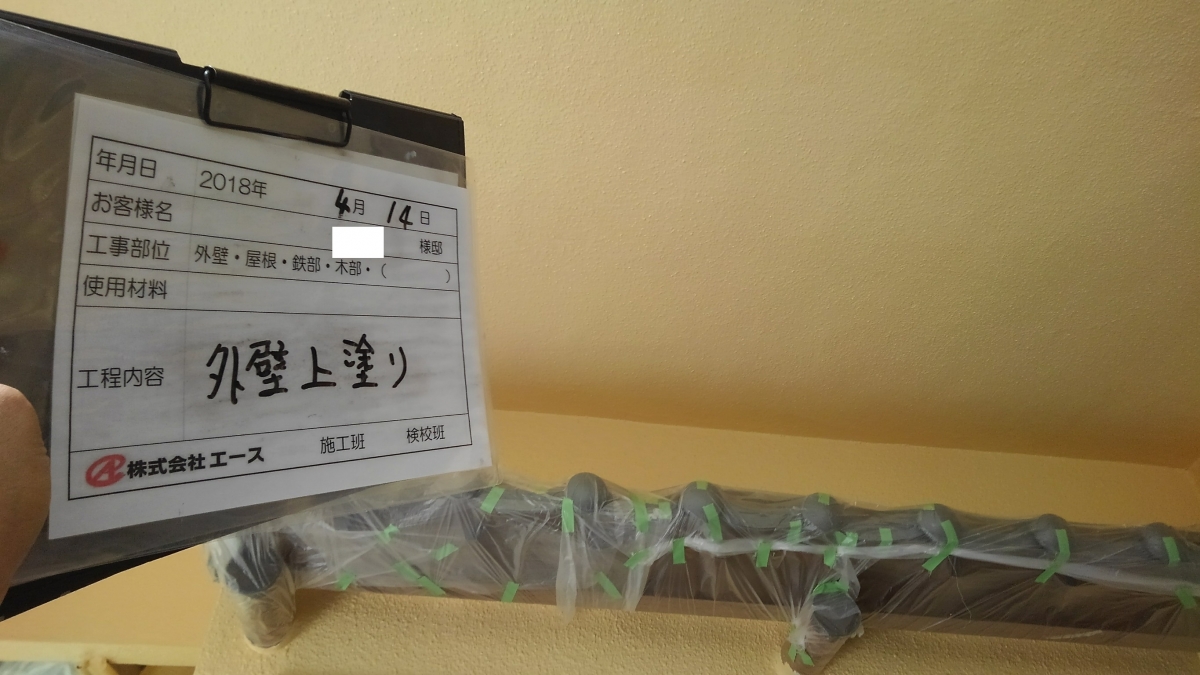 年月日 2018年 4月 14日
お客様名 様邸
工事部位 外壁・屋根・鉄部・木部・( )
使用材料
工程内容 外壁上塗り
施工班 検校班
株式会社エース